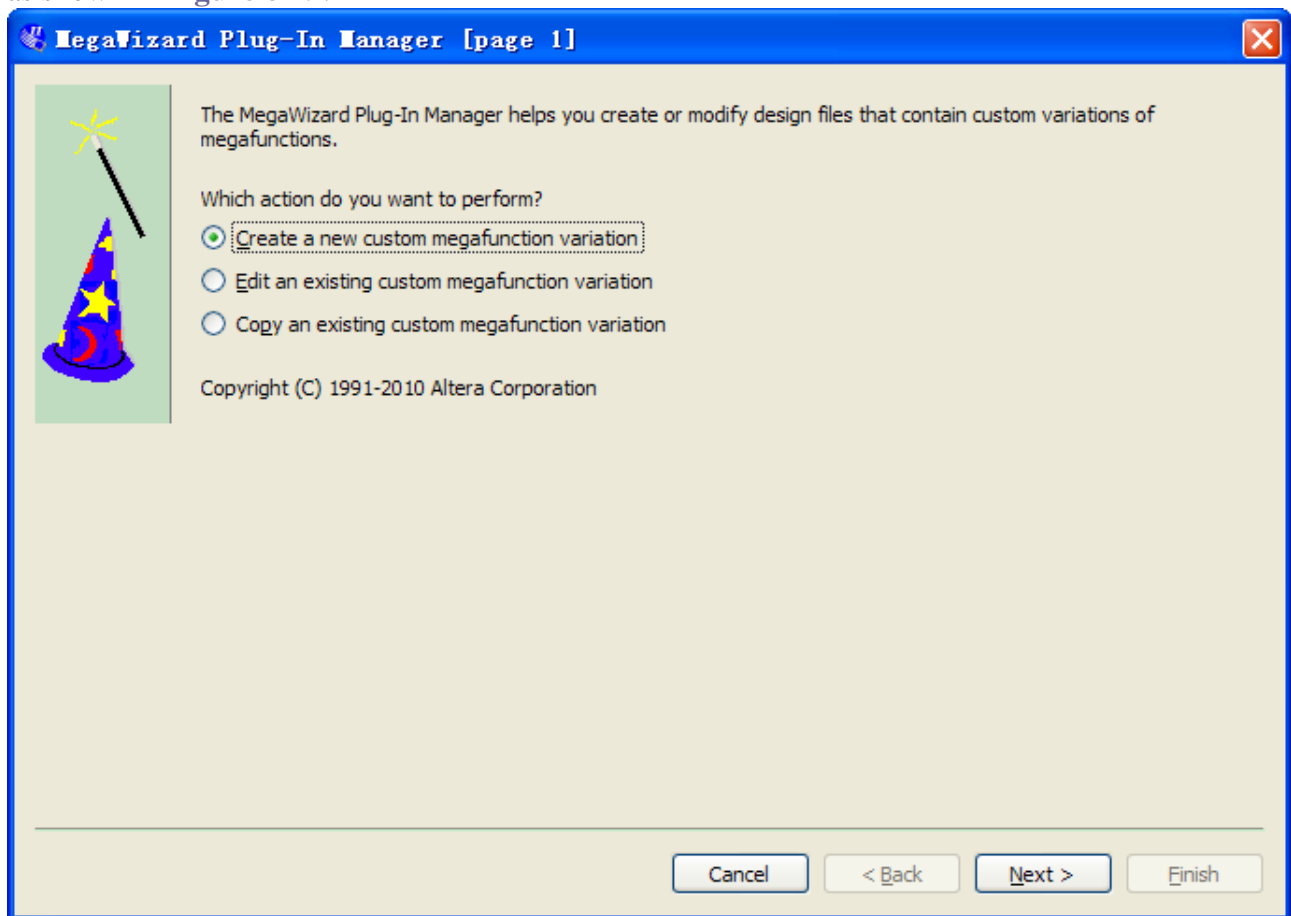 MegaWizard Plug-In Manager [page 1]
The MegaWizard Plug-In Manager helps you create or modify design files that contain custom variations of
megafunctions.
Which action do you want to perform?
Create a new custom megafunction variation
Edit an existing custom megafunction variation
Copy an existing custom megafunction variation
Copyright (C) 1991-2010 Altera Corporation
Cancel
< Back
Next >
Finish